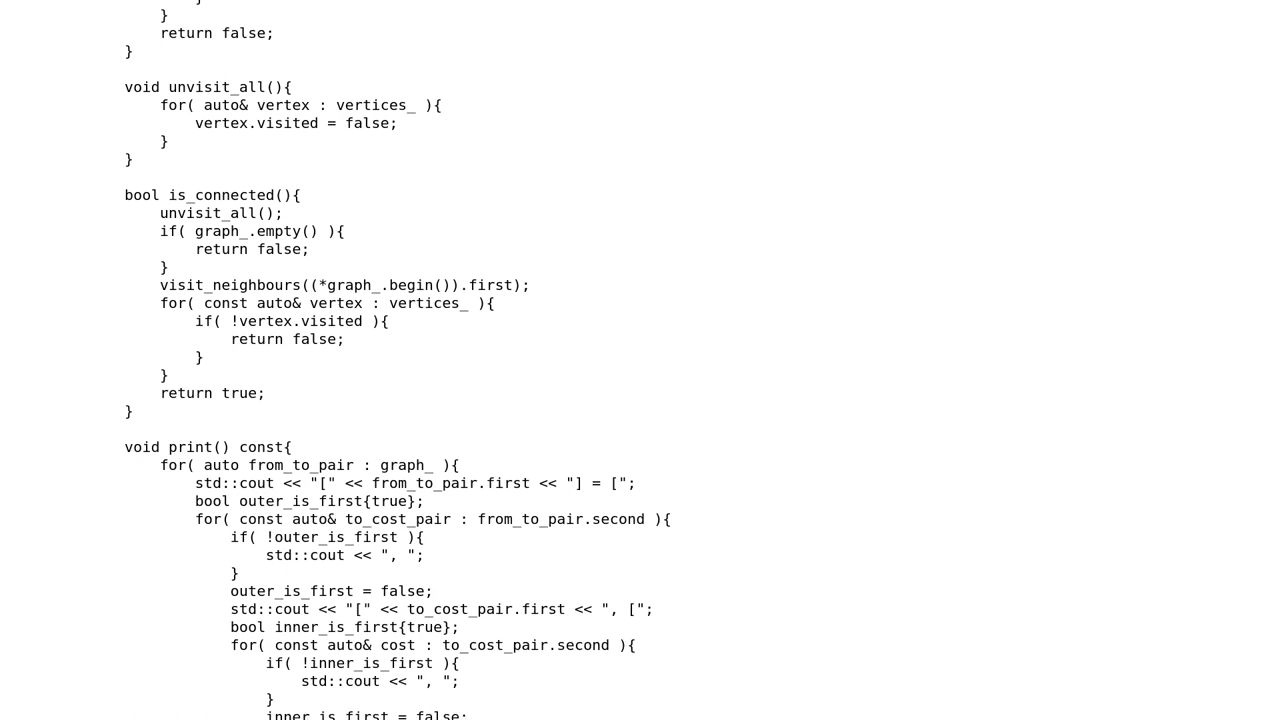 }
return false;
}
void unvisit_all(){
for( auto& vertex : vertices_ ){
vertex.visited = false;
}
}
bool is_connected(){
unvisit_all();
if( graph_.empty() ){
return false;
}
visit_neighbours((*graph_.begin()).first);
for( const auto& vertex : vertices_ ){
if( !vertex.visited ){
return false;
}
}
return true;
}
void print() const{
for( auto from_to_pair : graph_ ){
std::cout << "[" << from_to_pair.first << "] = [";
bool outer_is_first{true};
for( const auto& to_cost_pair : from_to_pair.second ){
if( !outer_is_first ){
std::cout << ", ";
}
outer_is_first = false;
std::cout << "[" << to_cost_pair.first << ", [";
bool inner_is_first{true};
for( const auto& cost : to_cost_pair.second ){
if( !inner_is_first ){
std::cout << ", ";
}
inner_is_first = false;